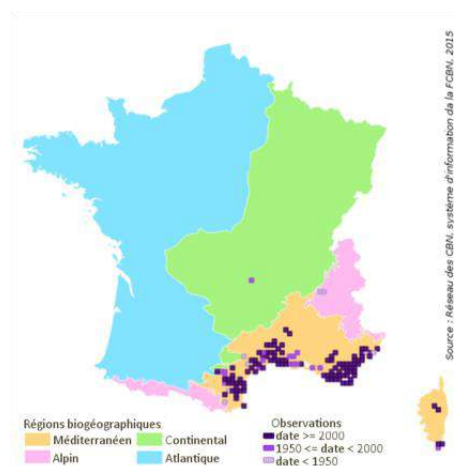 Source : Réseau des CBN, système d'information da la FCBN, 2015
Régions biogéographiques
Méditerranéen
Continental
Alpin
Atlantique
Observations
date >= 2000
1950 <= date < 2000
date < 1950